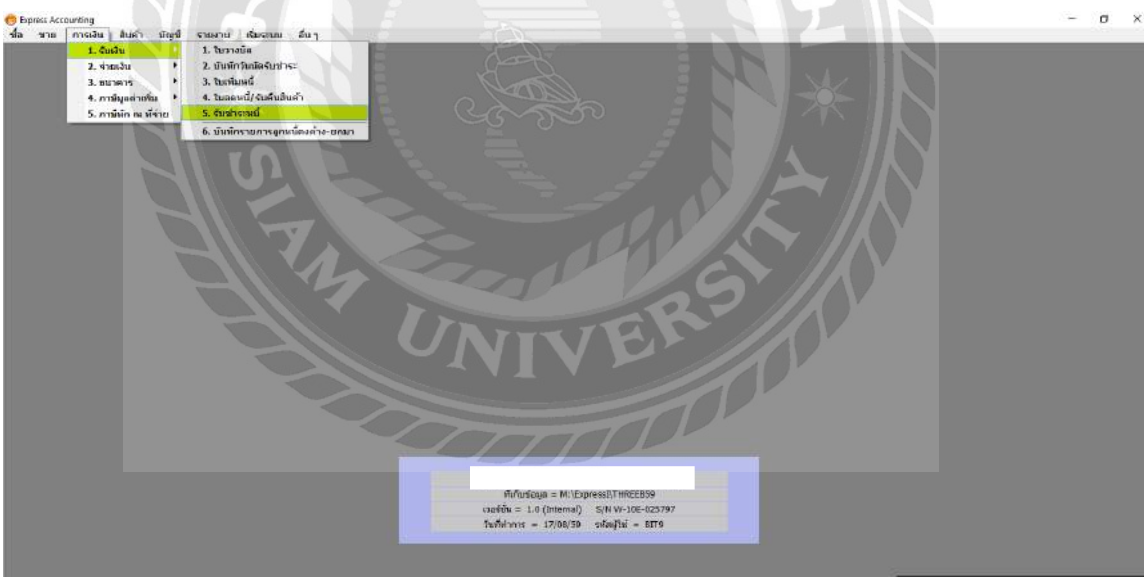 Express Accounting
ซื้อ ขาย การเงิน สินค้า บัญชี รายงาน เริ่มระบบ อื่น ๆ
1. รับเงิน
2. จ่ายเงิน
3. ธนาคาร
4. ภาษีมูลค่าเพิ่ม
5. ภาษีหัก ณ ที่จ่าย
1. ใบวางบิล
2. บันทึกวันนัดรับชำระ
3. ใบเพิ่มหนี้
4. ใบลดหนี้/รับคืนสินค้า
5. รับชำระหนี้
6. บันทึกรายการลูกหนี้คงค้าง-ยกมา
SIAM UNIVERSITY
ที่เก็บข้อมูล = M:\ExpressI\THREEB59
เวอร์ชั่น = 1.0 (Internal) S/N W-10E-025797
วันที่ทำการ = 17/08/59 รหัสผู้ใช้ = BIT9